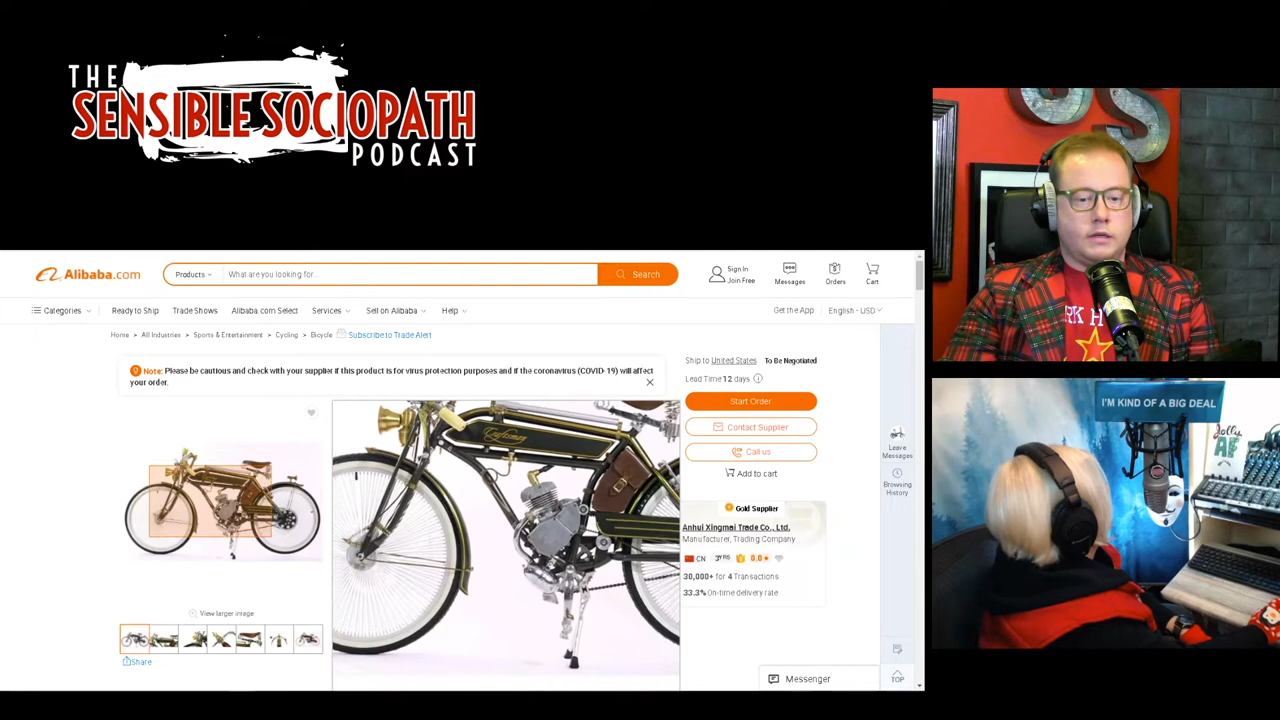 THE
SENSIBLE SOCIOPATH
PODCAST
Alibaba.com
Products
What are you looking for...
Search
Sign In
Join Free
Messages
Orders
Cart
Categories
Ready to Ship
Trade Shows
Alibaba.com Select
Services
Sell on Alibaba
Help
Get the App
English - USD
Home > All Industries > Sports & Entertainment > Cycling > Bicycle
Subscribe to Trade Alert
Note: Please be cautious and check with your supplier if this product is for virus protection purposes and if the coronavirus (COVID-19) will affect
your order.
Ship to United States To Be Negotiated
Lead Time 12 days
Start Order
Contact Supplier
Call us
Add to cart
Gold Supplier
Anhui Xingmai Trade Co., Ltd.
Manufacturer, Trading Company
CN 3YRS 0.6
30,000+ for 4 Transactions
33.3% On-time delivery rate
View larger image
Share
Leave
Messages
Browsing
History
TOP
Messenger
I'M KIND OF A BIG DEAL
Jolly
AF